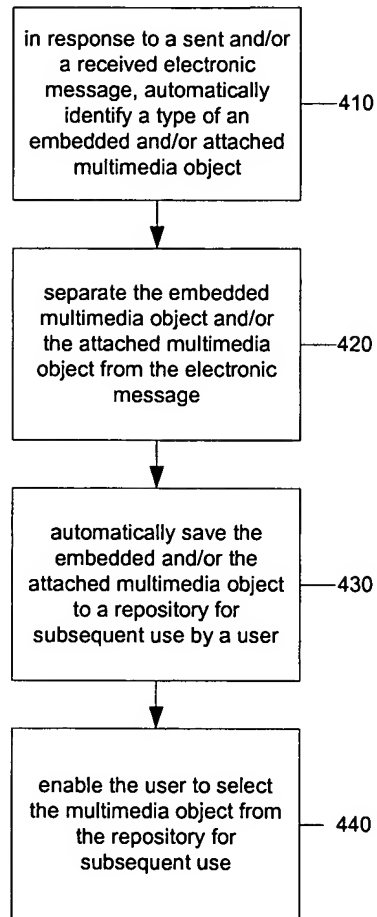 in response to a sent and/or
a received electronic
message, automatically
identify a type of an
embedded and/or attached
multimedia object
410
separate the embedded
multimedia object and/or
the attached multimedia
object from the electronic
message
420
automatically save the
embedded and/or the
attached multimedia object
to a repository for
subsequent use by a user
430
enable the user to select
the multimedia object from
the repository for
subsequent use
440